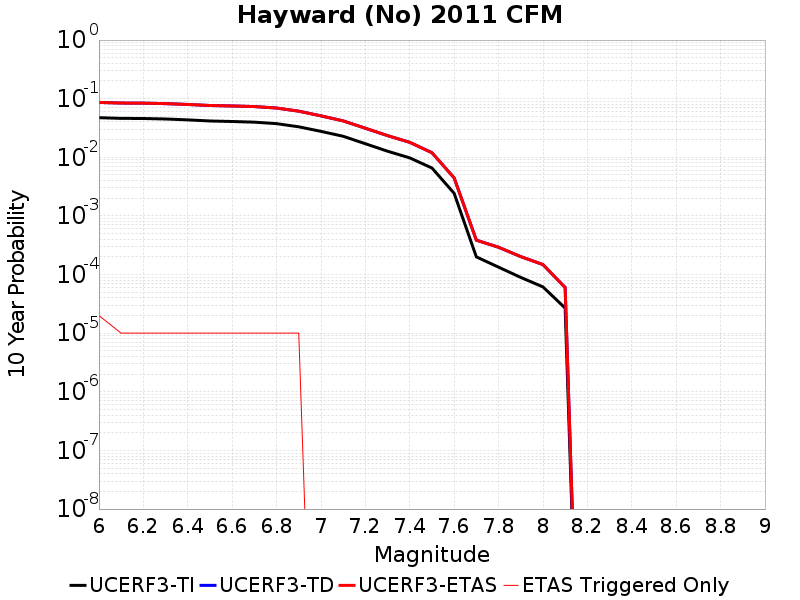 Hayward (No) 2011 CFM
10^0
10^-1
10^-2
10^-3
10^-4
10^-5
10^-6
10^-7
10^-8
10 Year Probability
6 6.2 6.4 6.6 6.8 7 7.2 7.4 7.6 7.8 8 8.2 8.4 8.6 8.8 9
Magnitude
UCERF3-TI UCERF3-TD UCERF3-ETAS ETAS Triggered Only